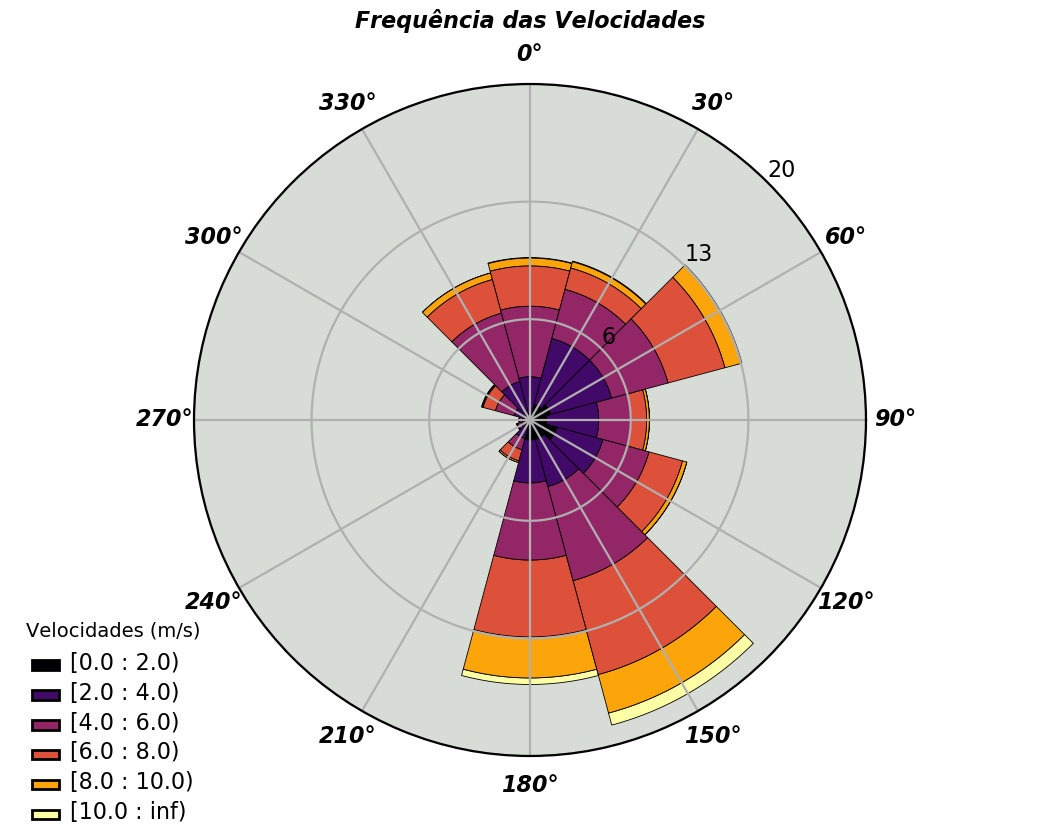 Frequência das Velocidades
0°
330°
30°
20
300°
60°
13
6
270°
90°
240°
120°
210°
150°
180°
Velocidades (m/s)
[0.0 : 2.0)
[2.0 : 4.0)
[4.0 : 6.0)
[6.0 : 8.0)
[8.0 : 10.0)
[10.0 : inf)